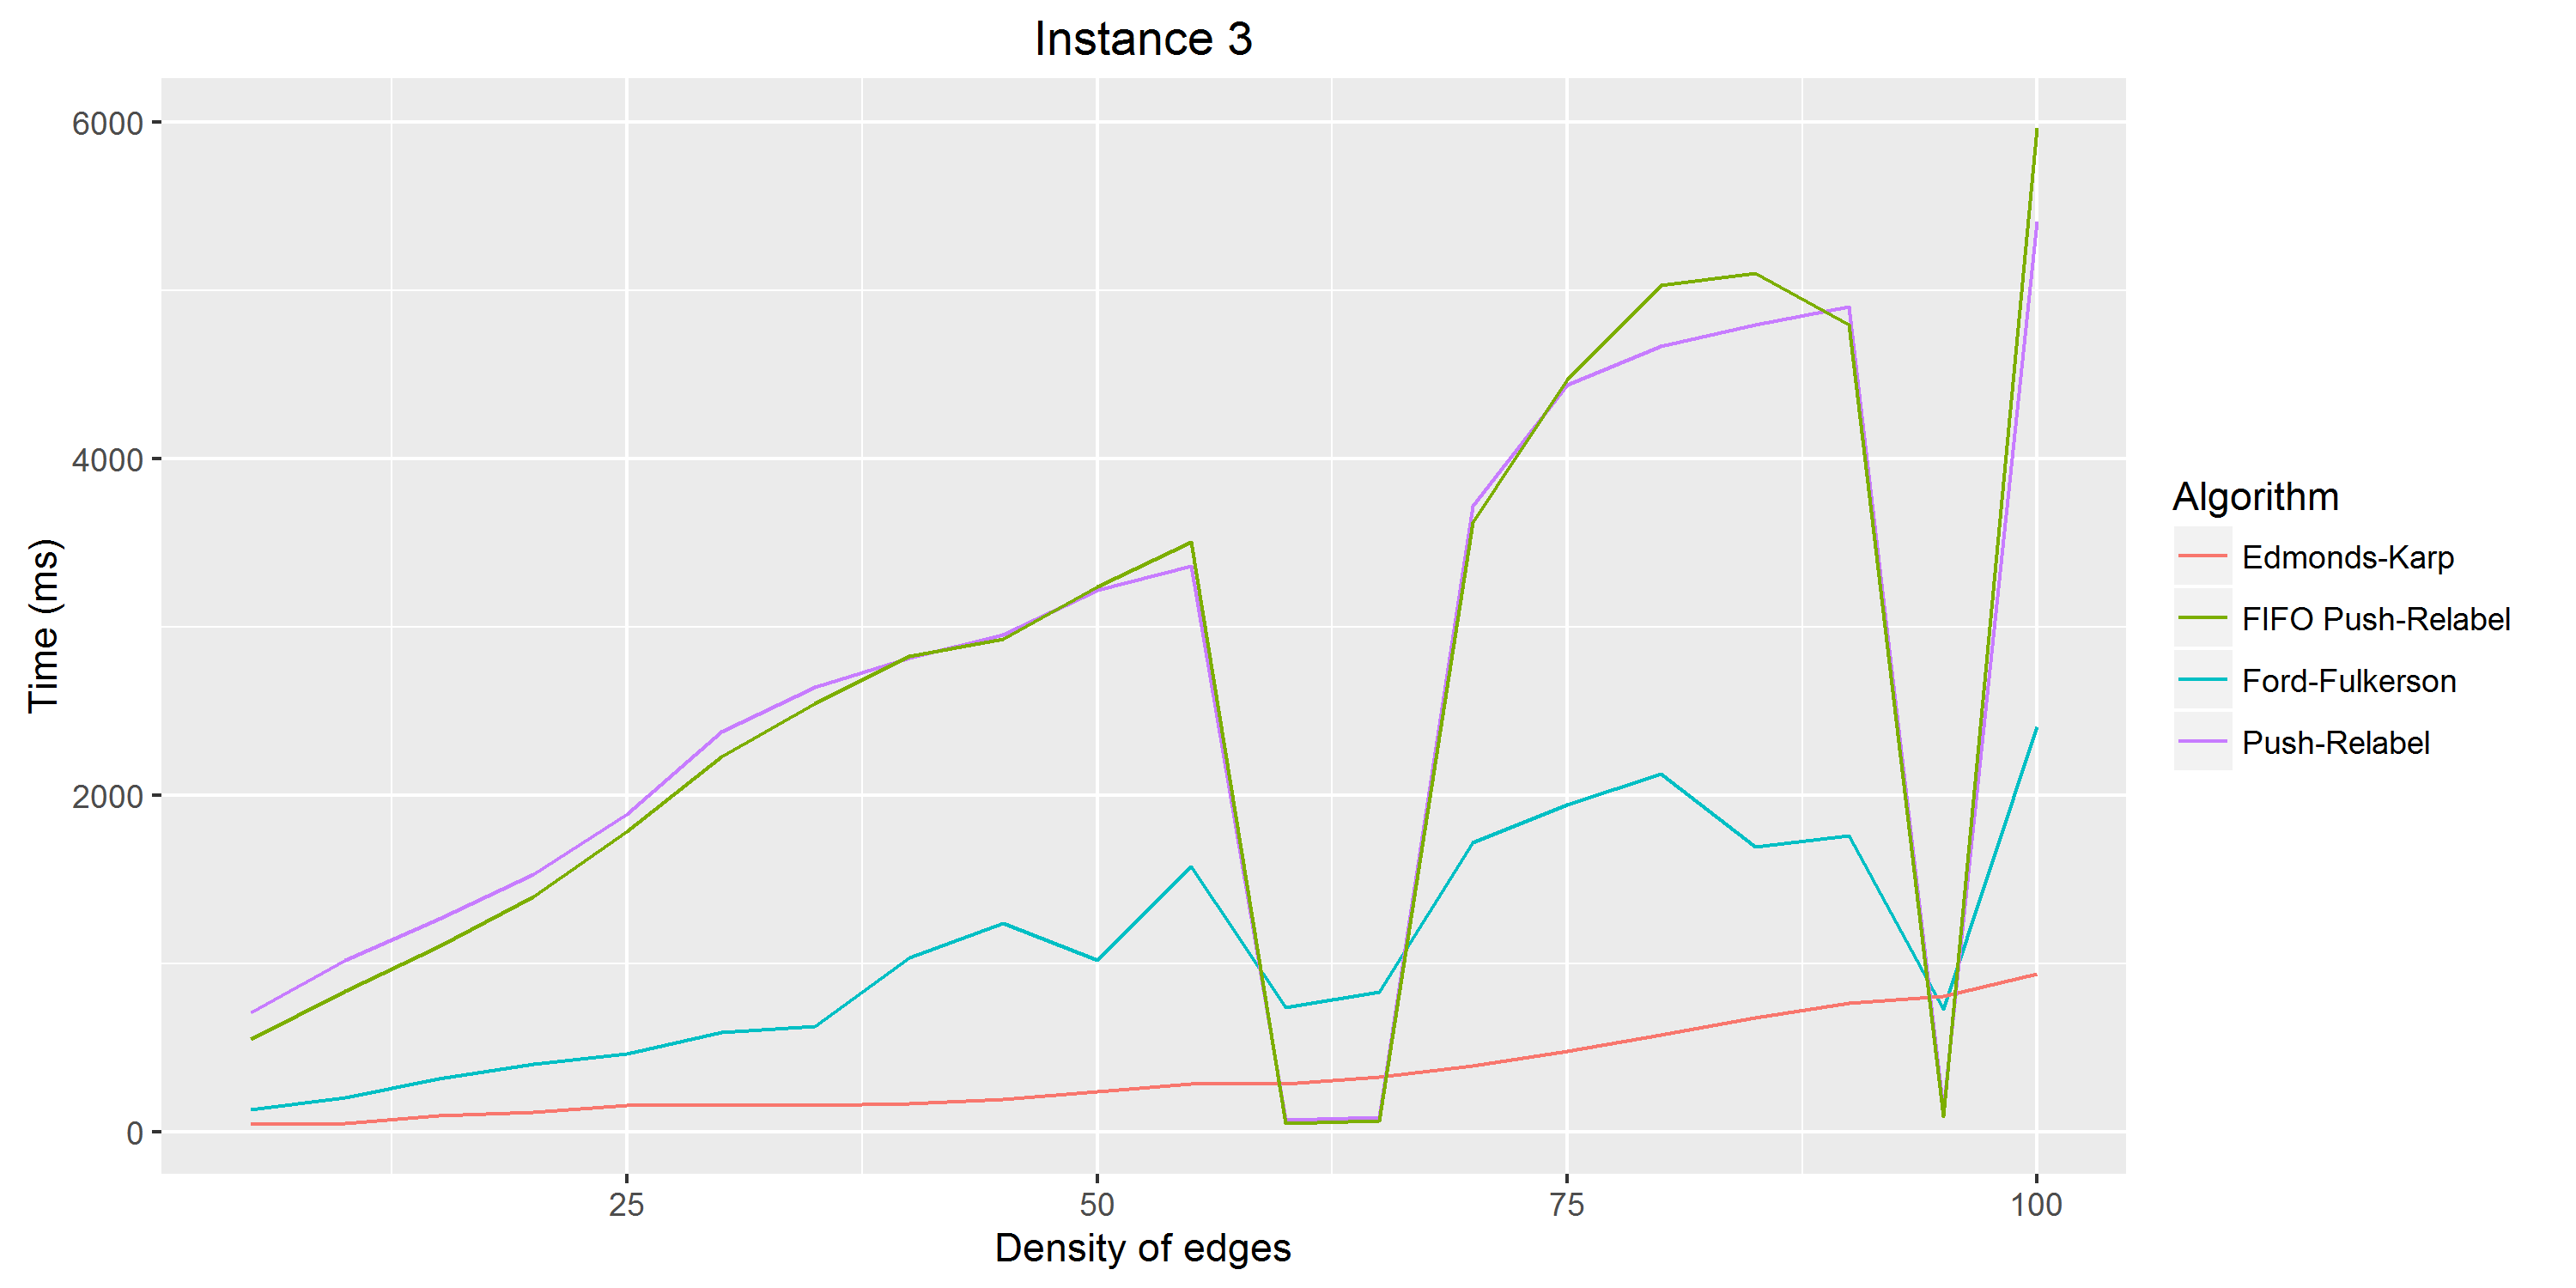 Instance 3
6000
4000
2000
0
Time (ms)
25 50 75 100
Density of edges
Algorithm
Edmonds-Karp
FIFO Push-Relabel
Ford-Fulkerson
Push-Relabel